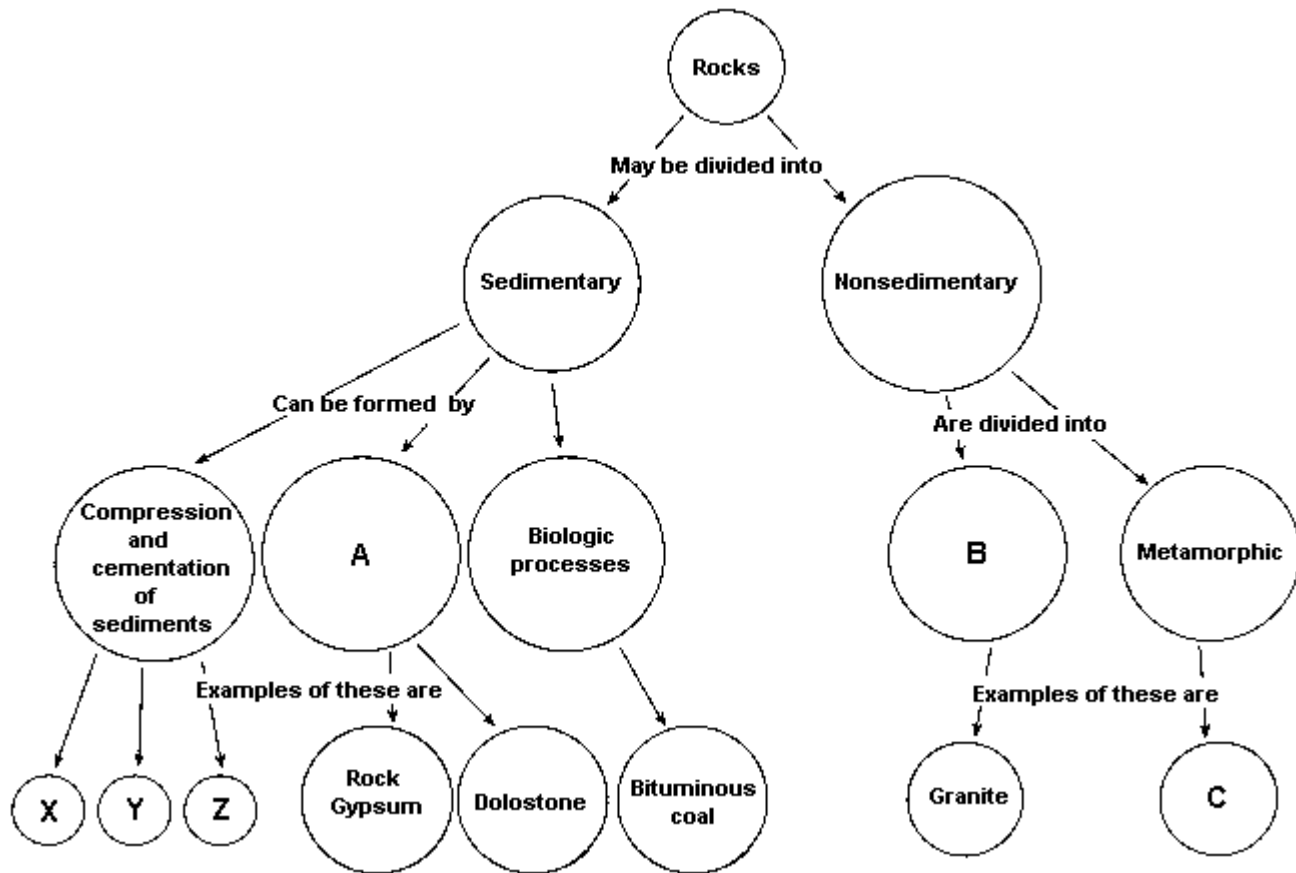 Rocks
May be divided into
Sedimentary
Nonsedimentary
Can be formed by
Are divided into
Compression
and
cementation
of
sediments
A
Biologic
processes
B
Metamorphic
Examples of these are
Examples of these are
X
Y
Z
Rock
Gypsum
Dolostone
Bituminous
coal
Granite
C